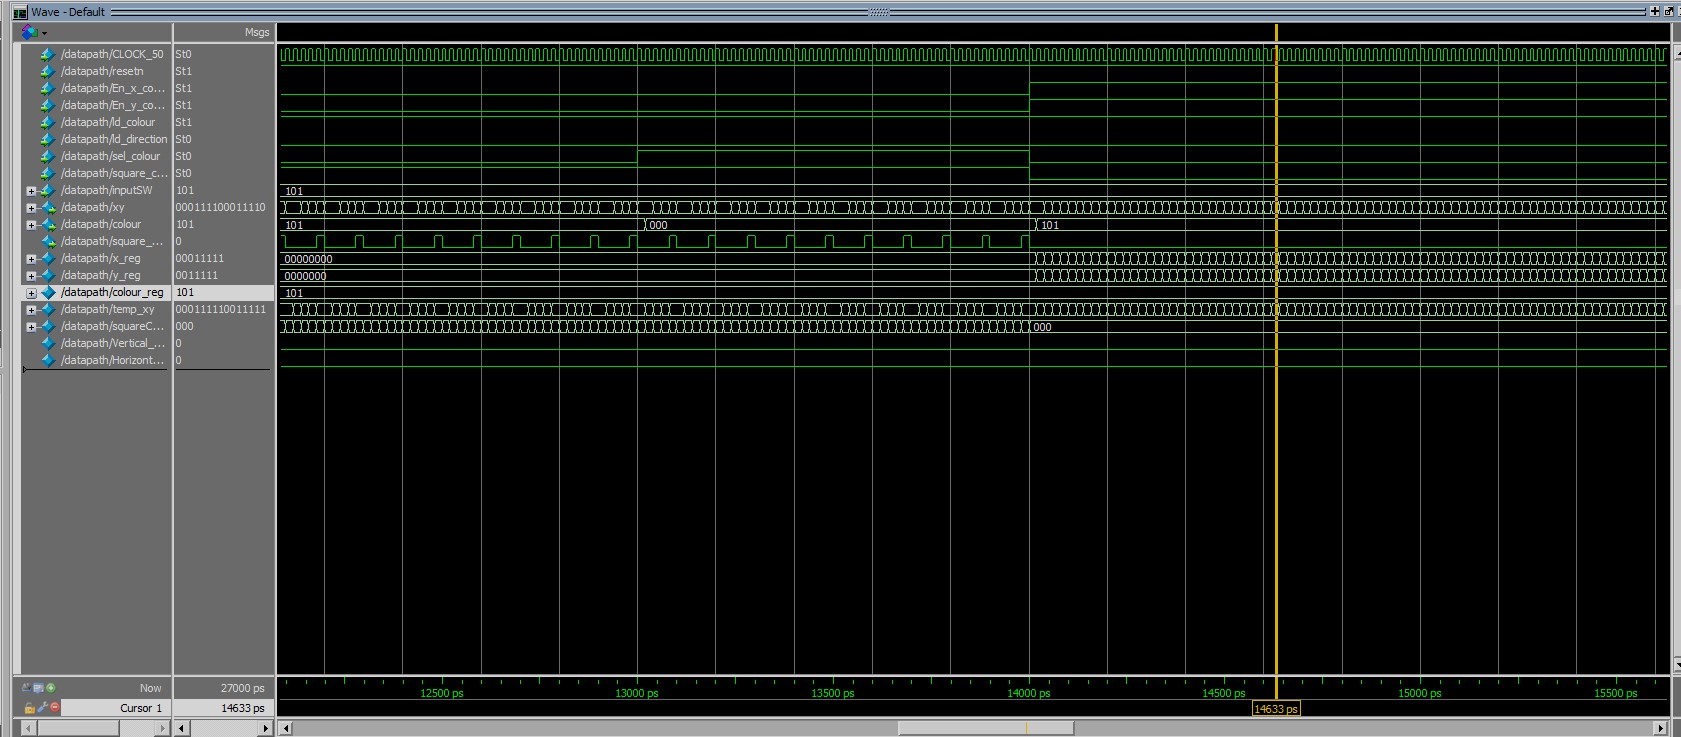 Wave - Default
Msgs
/datapath/CLOCK_50 St0
/datapath/resetn St1
/datapath/En_x_co... St1
/datapath/En_y_co... St1
/datapath/ld_colour St1
/datapath/ld_direction St0
/datapath/sel_colour St0
/datapath/square_c... St0
/datapath/inputSW 101 101
/datapath/xy 000111100011110
/datapath/colour 101 101 000 101
/datapath/square_... 0
/datapath/x_reg 00011111 00000000
/datapath/y_reg 0011111 0000000
/datapath/colour_reg 101 101
/datapath/temp_xy 000111110011111
/datapath/squareC... 000 000
/datapath/Vertical_... 0
/datapath/Horizont... 0
Now 27000 ps 12500 ps 13000 ps 13500 ps 14000 ps 14500 ps 15000 ps 15500 ps
Cursor 1 14633 ps 14633 ps